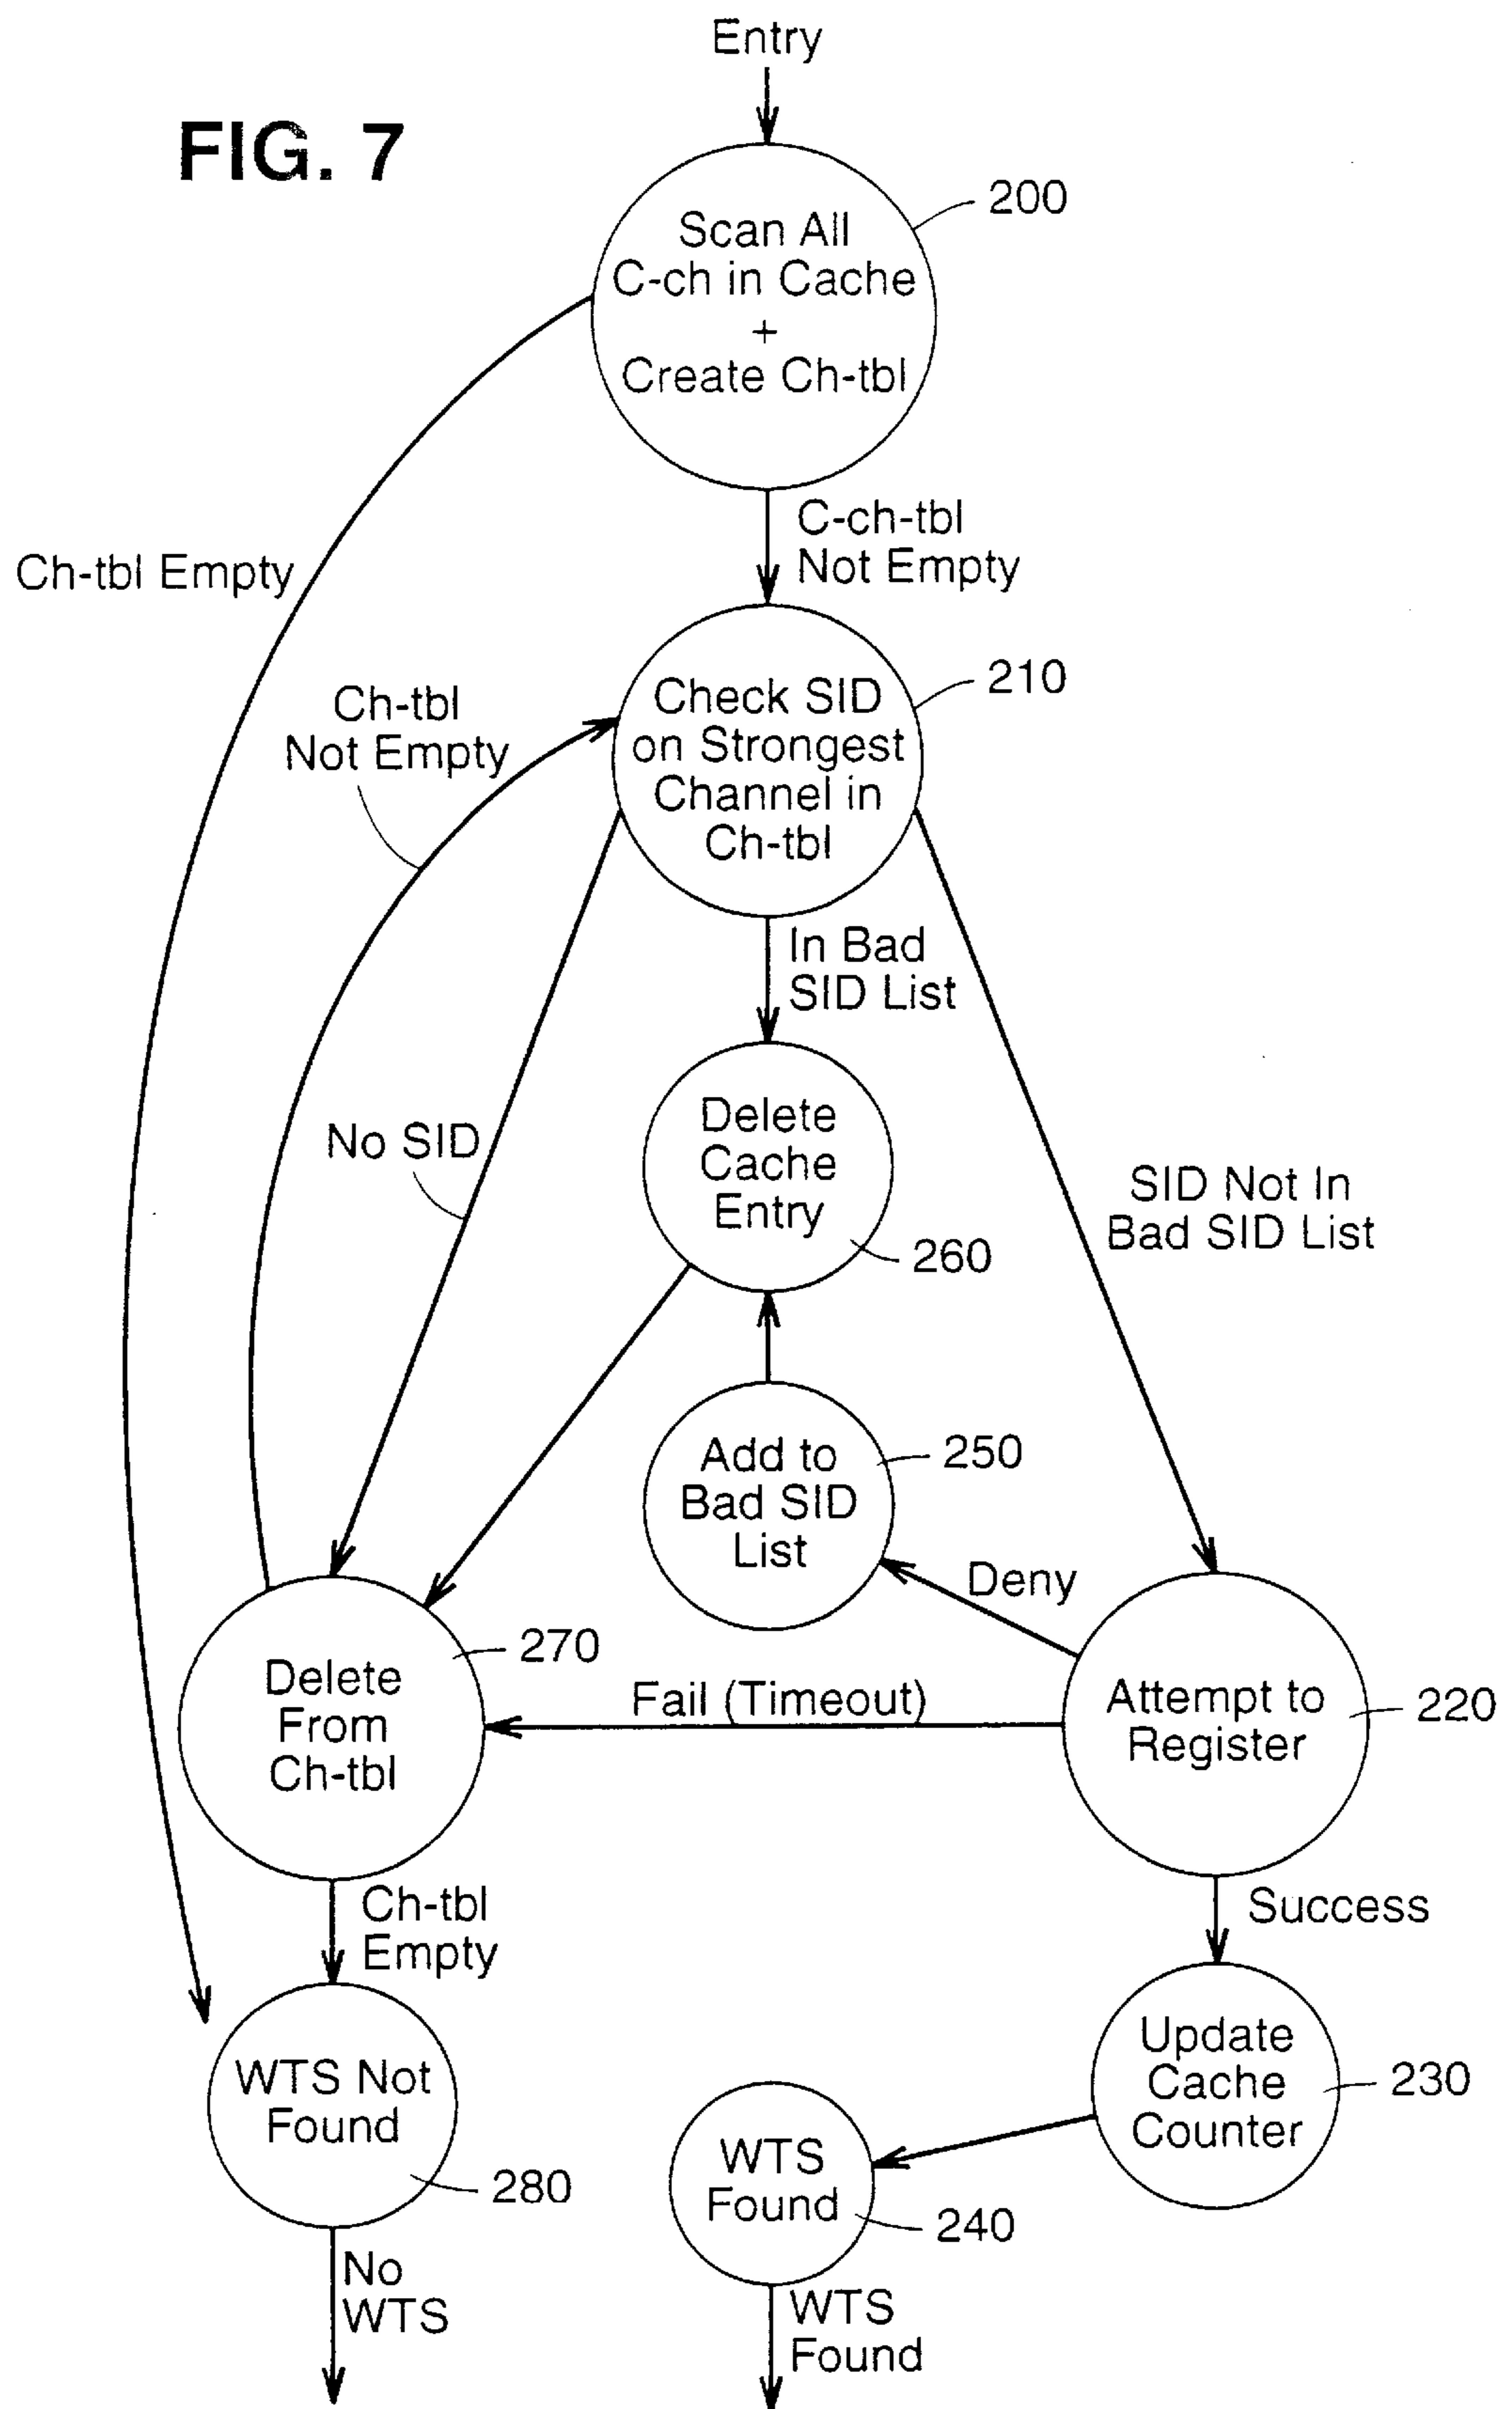 Entry
FIG. 7
200
Scan All
C-ch in Cache
+
Create Ch-tbl
C-ch-tbl
Not Empty
Ch-tbl Empty
210
Ch-tbl
Not Empty
Check SID
on Strongest
Channel in
Ch-tbl
In Bad
SID List
No SID
Delete
Cache
Entry
260
SID Not In
Bad SID List
Add to
Bad SID
List
250
Deny
270
Delete
From
Ch-tbl
Fail (Timeout)
Attempt to
Register
220
Ch-tbl
Empty
Success
Update
Cache
Counter
230
WTS Not
Found
280
WTS
Found
240
No
WTS
WTS
Found